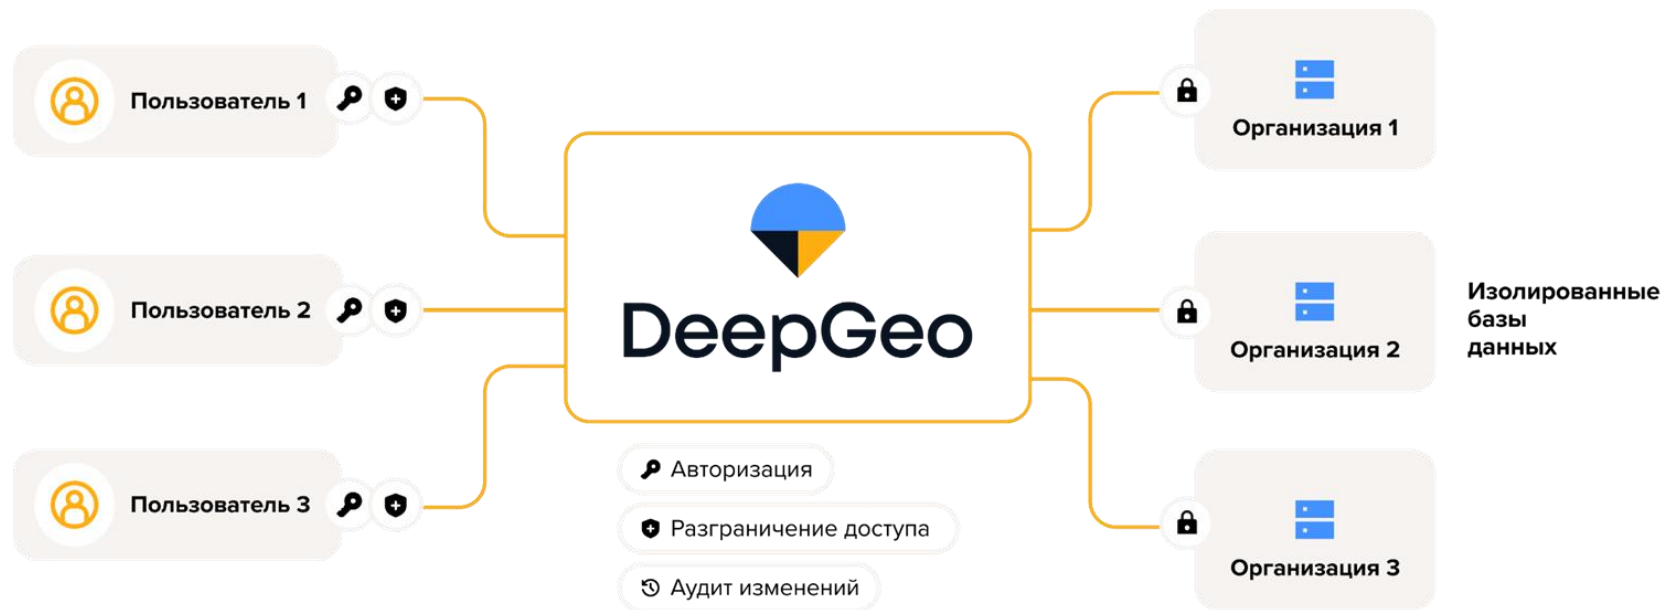 Пользователь 1
Пользователь 2
Пользователь 3
DeepGeo
Авторизация
Разграничение доступа
Аудит изменений
Организация 1
Организация 2
Организация 3
Изолированные
базы
данных